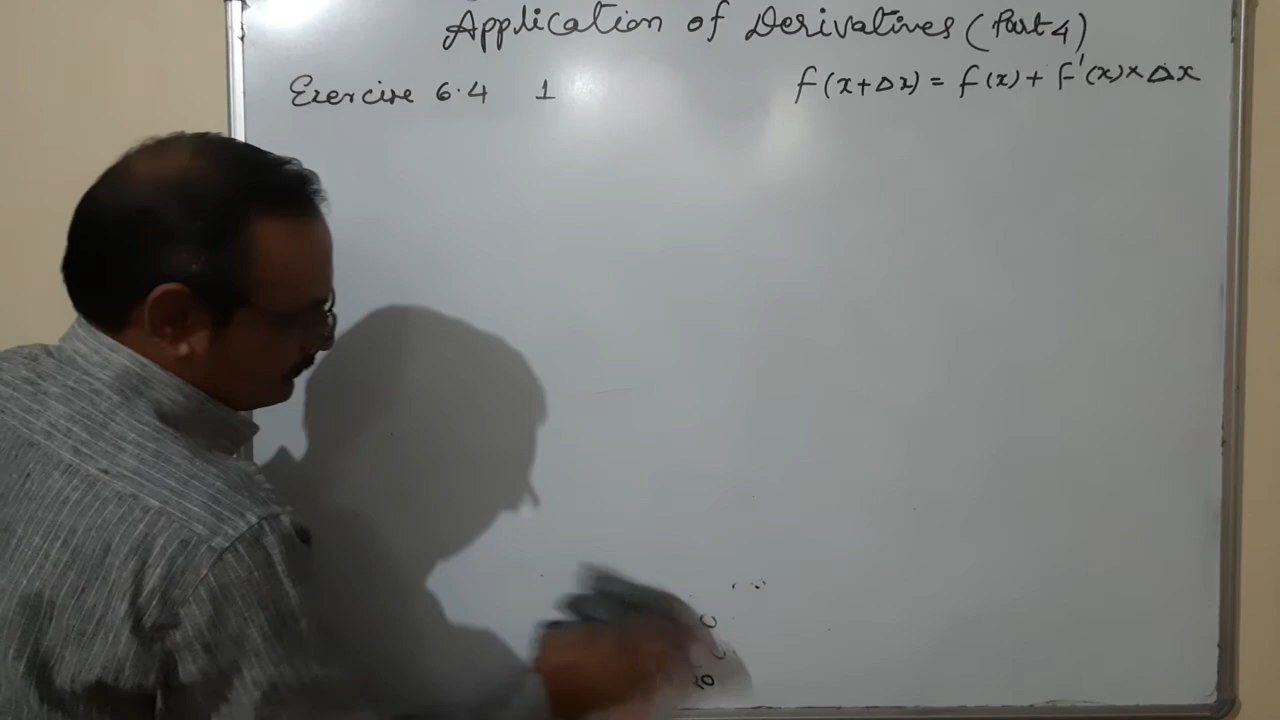 Application of Derivatives (Part 4)
Exercise 6.4 1
f(x+Δx) = f(x) + f'(x)×Δx